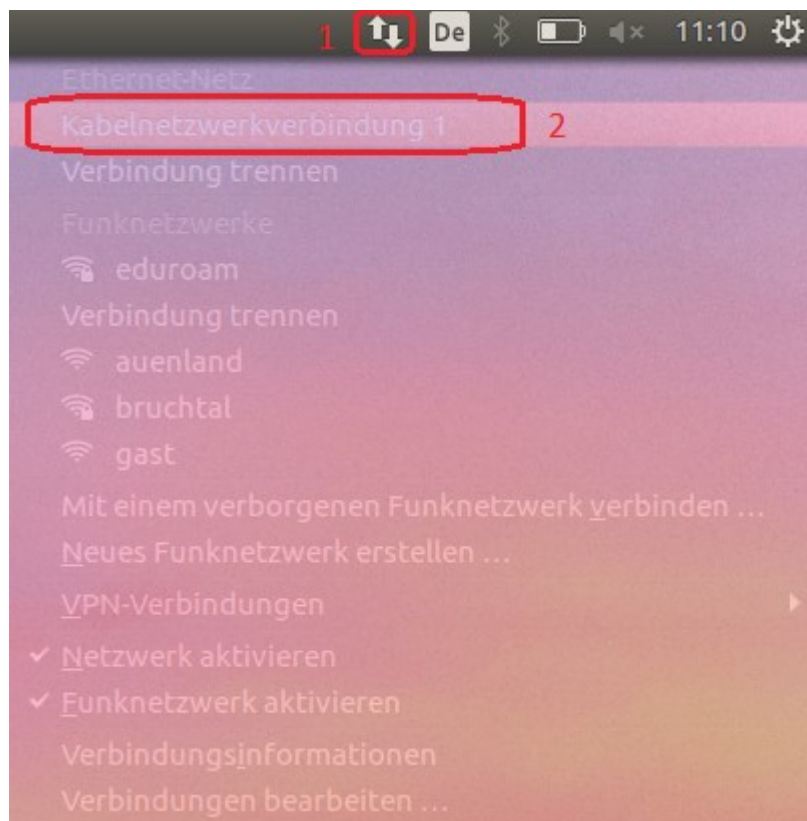 1 De 11:10
Ethernet-Netz
Kabelnetzwerkverbindung 1 2
Verbindung trennen
Funknetzwerke
eduroam
Verbindung trennen
auenland
bruchtal
gast
Mit einem verborgenen Funknetzwerk verbinden ...
Neues Funknetzwerk erstellen ...
VPN-Verbindungen
Netzwerk aktivieren
Funknetzwerk aktivieren
Verbindungsinformationen
Verbindungen bearbeiten ...